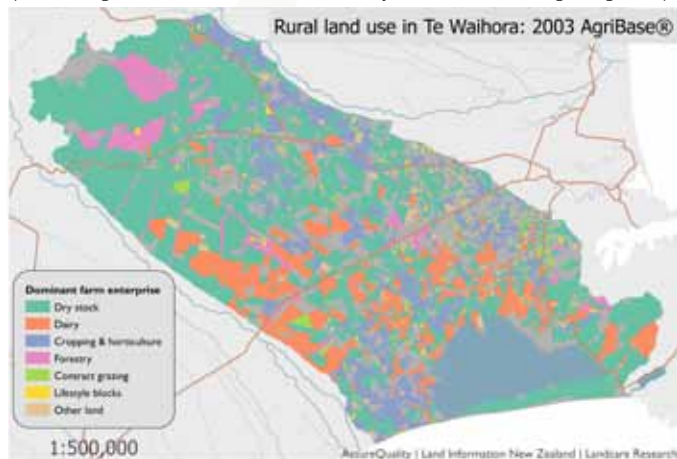 Rural land use in Te Waihora: 2003 AgriBase®
Dominant farm enterprise
Dry stock
Dairy
Cropping & horticulture
Forestry
Contract grazing
Lifestyle blocks
Other land
1:500,000
AssureQuality | Land Information New Zealand | Landcare Research